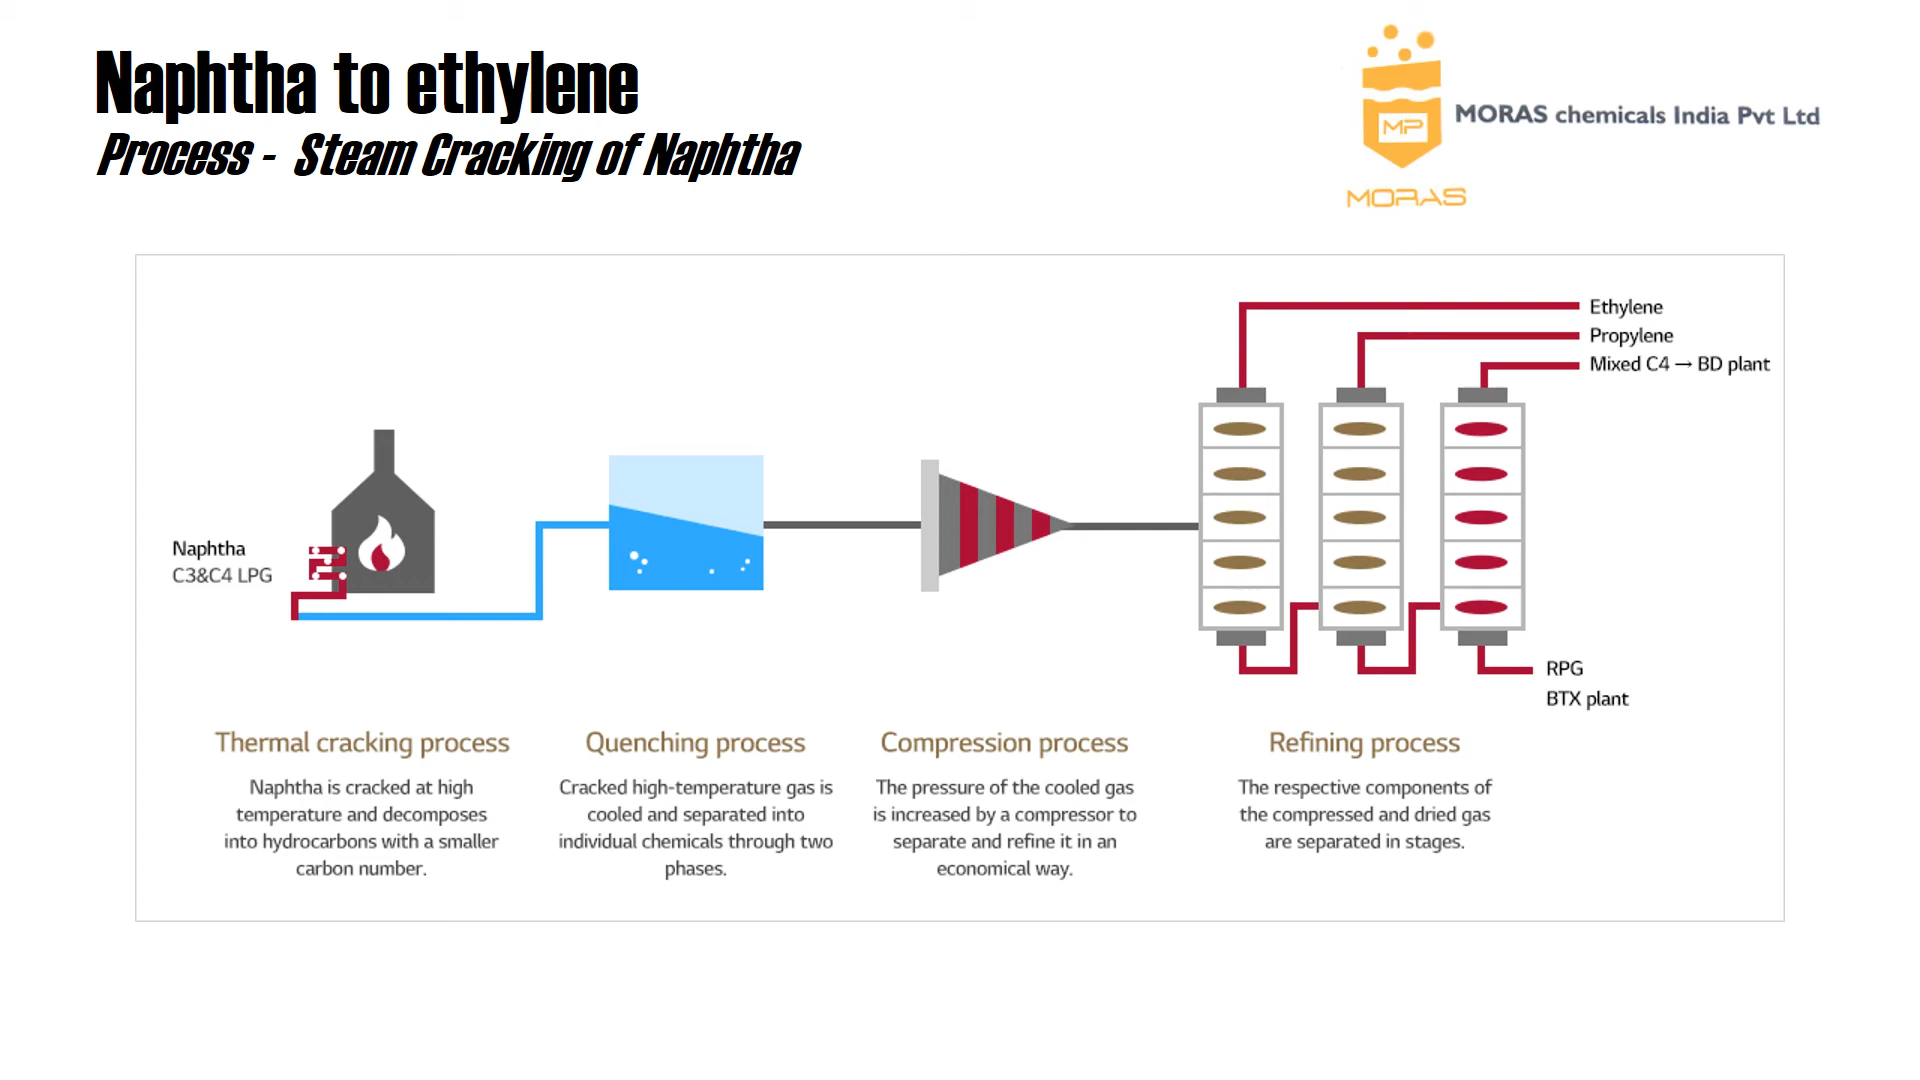 Naphtha to ethylene
Process - Steam Cracking of Naphtha
MP
MORAS chemicals India Pvt Ltd
MORAS
Ethylene
Propylene
Mixed C4 → BD plant
Naphtha
C3&C4 LPG
RPG
BTX plant
Thermal cracking process
Naphtha is cracked at high
temperature and decomposes
into hydrocarbons with a smaller
carbon number.
Quenching process
Cracked high-temperature gas is
cooled and separated into
individual chemicals through two
phases.
Compression process
The pressure of the cooled gas
is increased by a compressor to
separate and refine it in an
economical way.
Refining process
The respective components of
the compressed and dried gas
are separated in stages.